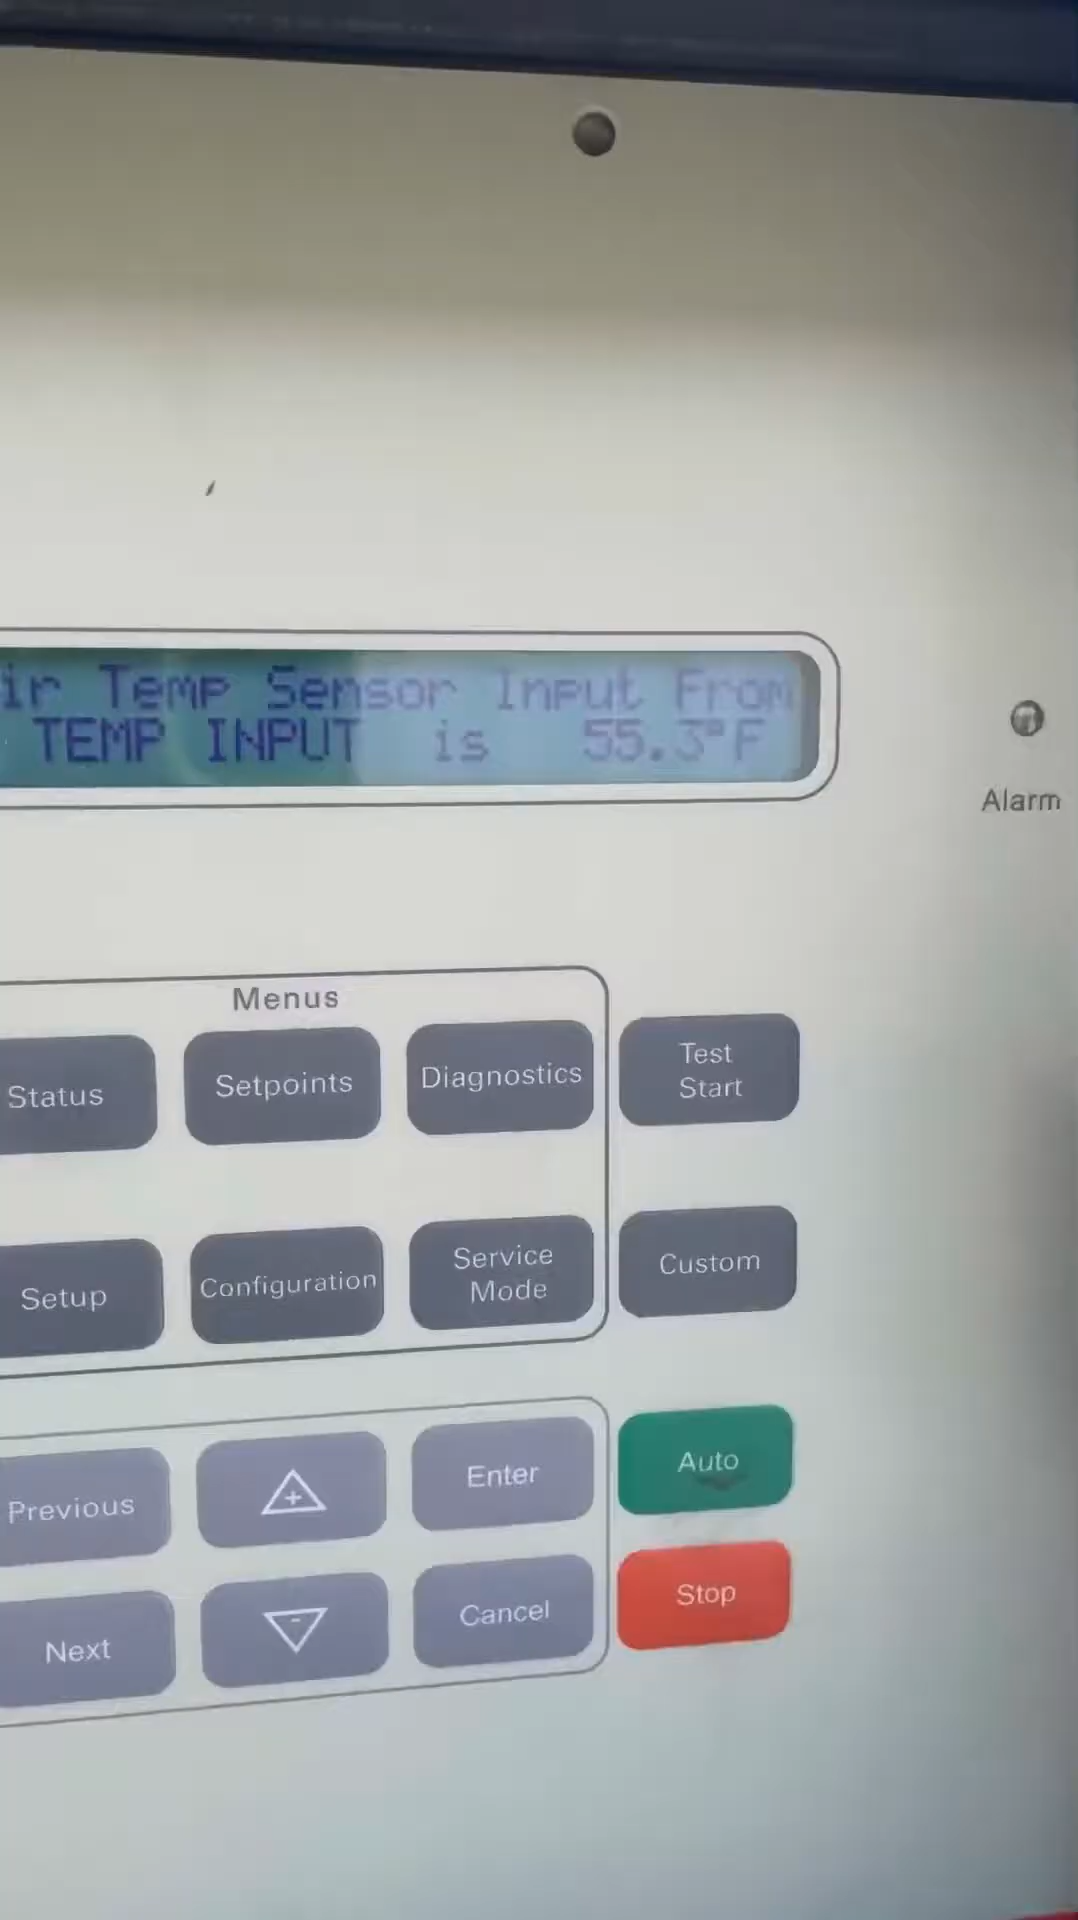 ir Temp Sensor Input From
TEMP INPUT is 55.3°F
Alarm
Menus
Status
Setpoints
Diagnostics
Test
Start
Setup
Configuration
Service
Mode
Custom
Previous
+
Enter
Auto
Next
-
Cancel
Stop